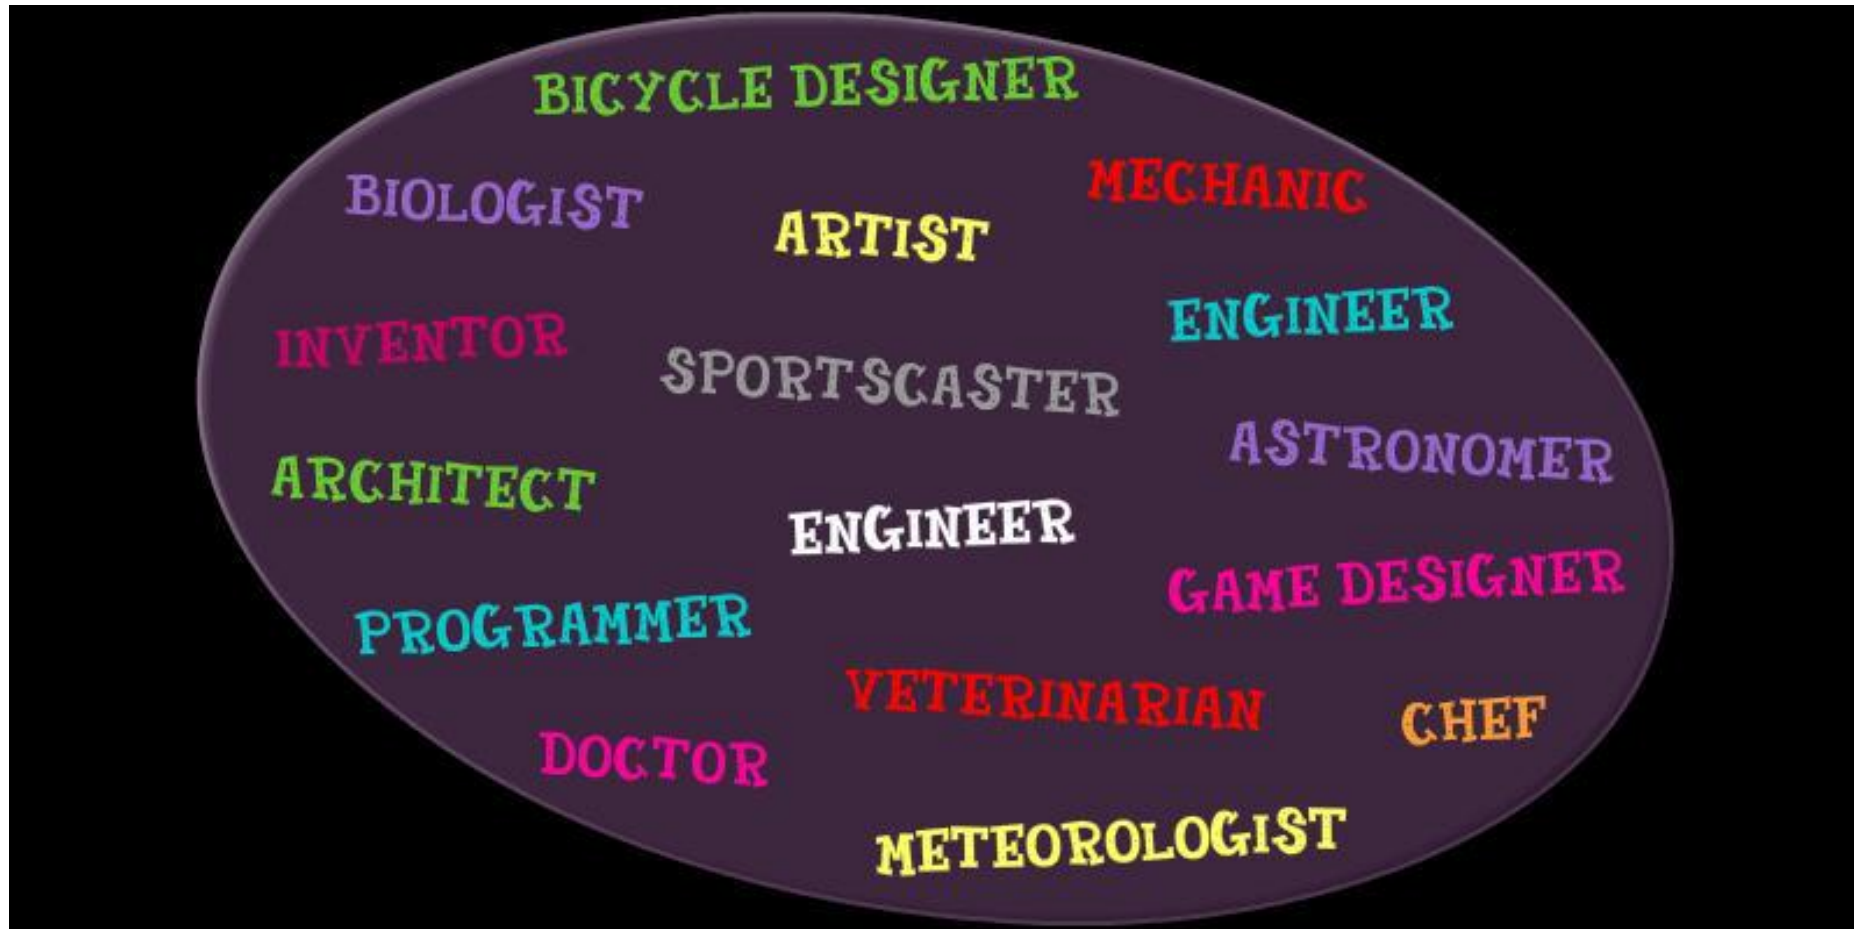 BICYCLE DESIGNER
MECHANIC
BIOLOGIST
ARTIST
ENGINEER
INVENTOR
SPORTSCASTER
ASTRONOMER
ARCHITECT
ENGINEER
GAME DESIGNER
PROGRAMMER
VETERINARIAN
CHEF
DOCTOR
METEOROLOGIST